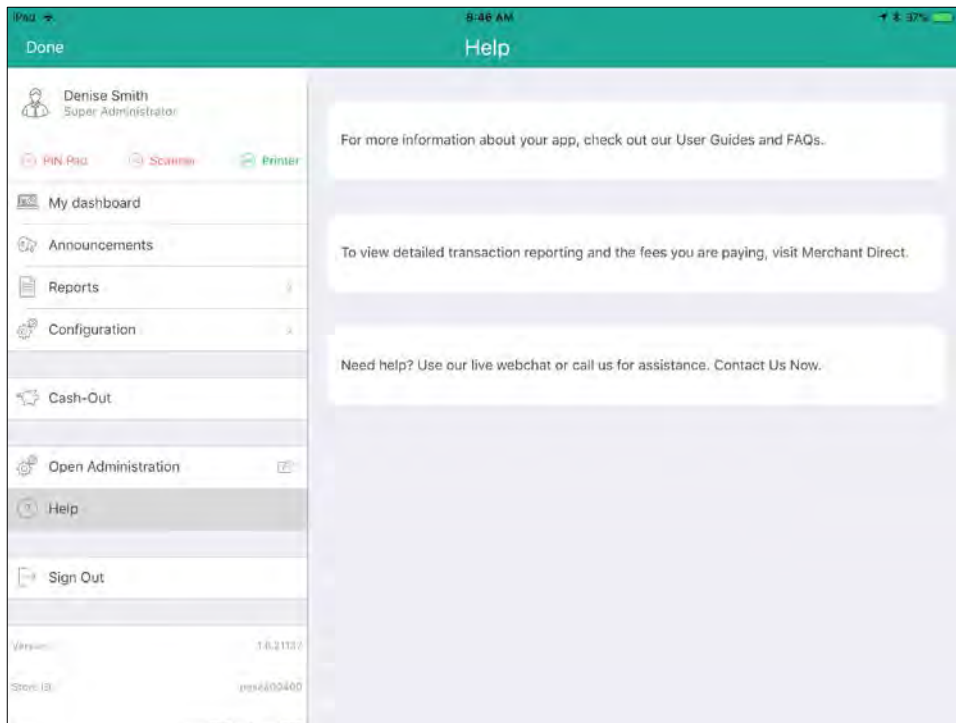 iPad
8:46 AM
37%
Done
Help
Denise Smith
Super Administrator
PIN Pad
Scanner
Printer
My dashboard
Announcements
Reports
Configuration
Cash-Out
Open Administration
Help
Sign Out
Version
Store ID
For more information about your app, check out our User Guides and FAQs.
To view detailed transaction reporting and the fees you are paying, visit Merchant Direct.
Need help? Use our live webchat or call us for assistance. Contact Us Now.